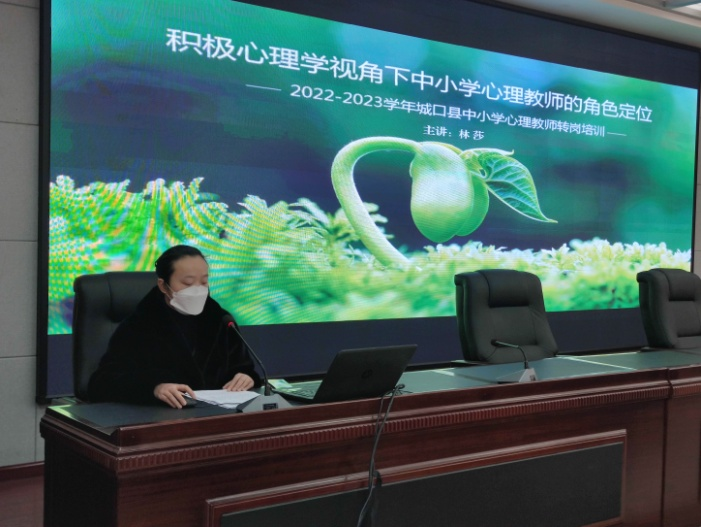 积极心理学视角下中小学心理教师的角色定位
——2022-2023学年城口县中小学心理教师转岗培训——
主讲：林莎